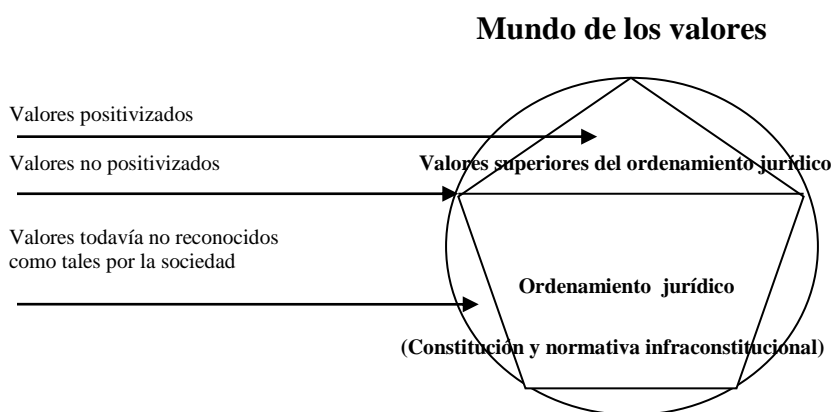 Mundo de los valores
Valores positivizados
Valores no positivizados
Valores superiores del ordenamiento jurídico
Valores todavía no reconocidos
como tales por la sociedad
Ordenamiento jurídico
(Constitución y normativa infraconstitucional)